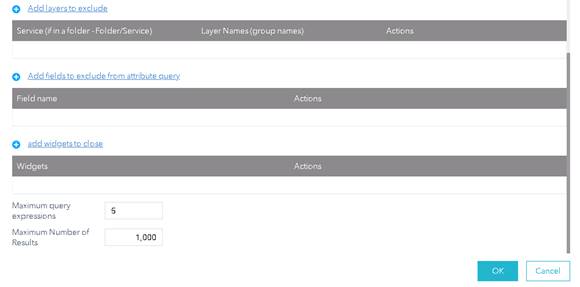 Add layers to exclude
Service (if in a folder - Folder/Service) Layer Names (group names) Actions
Add fields to exclude from attribute query
Field name Actions
add widgets to close
Widgets Actions
Maximum query
expressions
5
Maximum Number of
Results
1,000
OK Cancel